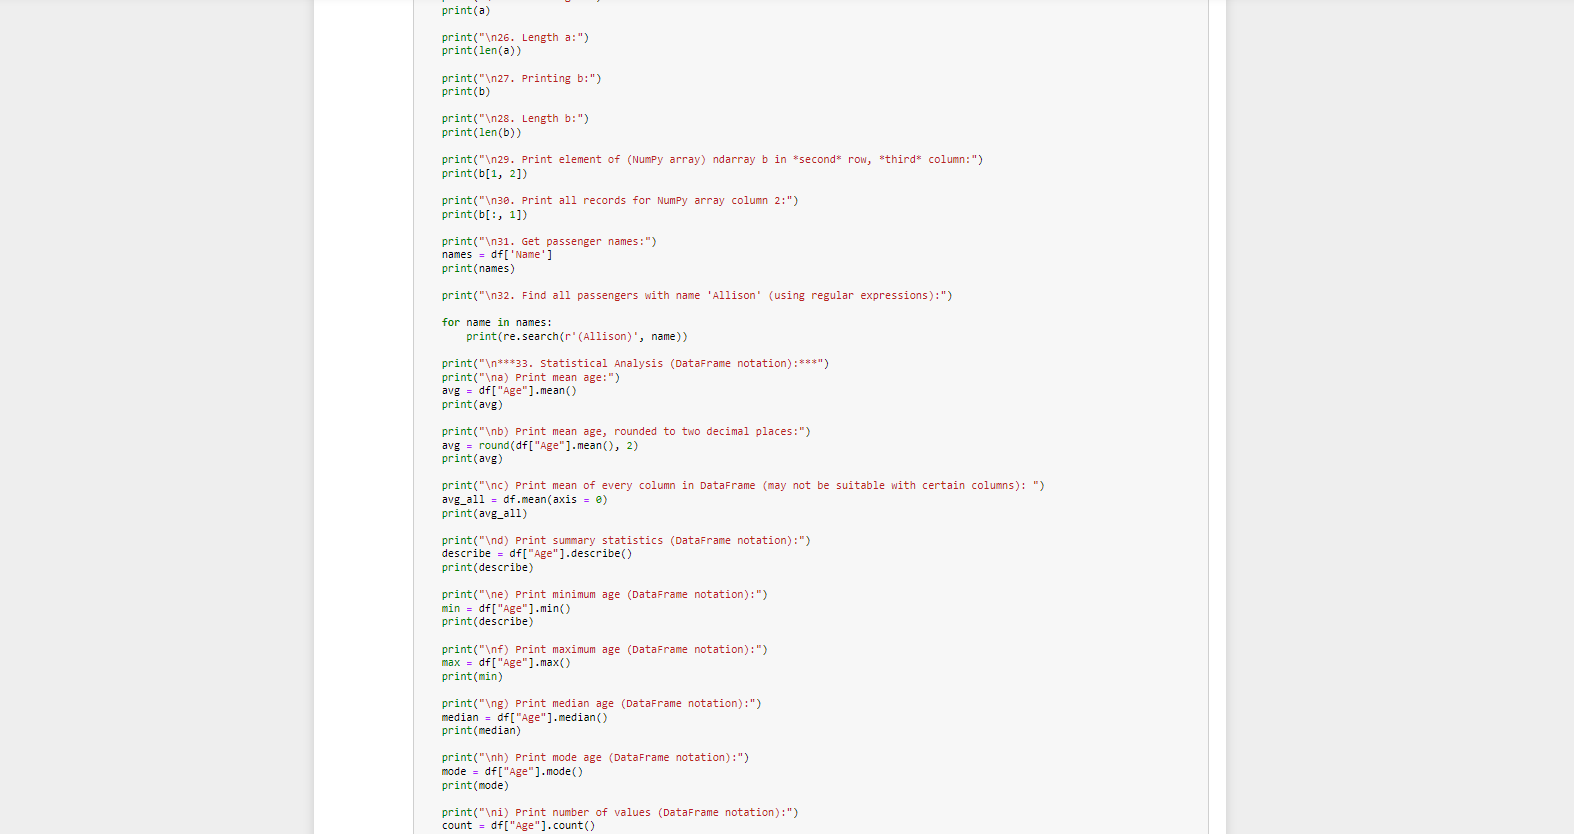 print(a)
print("\n26. Length a:")
print(len(a))
print("\n27. Printing b:")
print(b)
print("\n28. Length b:")
print(len(b))
print("\n29. Print element of (NumPy array) ndarray b in *second* row, *third* column:")
print(b[1, 2])
print("\n30. Print all records for NumPy array column 2:")
print(b[:, 1])
print("\n31. Get passenger names:")
names = df['Name']
print(names)
print("\n32. Find all passengers with name 'Allison' (using regular expressions):")
for name in names:
    print(re.search(r'(Allison)', name))
print("\n***33. Statistical Analysis (DataFrame notation):***")
print("\na) Print mean age:")
avg = df["Age"].mean()
print(avg)
print("\nb) Print mean age, rounded to two decimal places:")
avg = round(df["Age"].mean(), 2)
print(avg)
print("\nc) Print mean of every column in DataFrame (may not be suitable with certain columns): ")
avg_all = df.mean(axis = 0)
print(avg_all)
print("\nd) Print summary statistics (DataFrame notation):")
describe = df["Age"].describe()
print(describe)
print("\ne) Print minimum age (DataFrame notation):")
min = df["Age"].min()
print(describe)
print("\nf) Print maximum age (DataFrame notation):")
max = df["Age"].max()
print(min)
print("\ng) Print median age (DataFrame notation):")
median = df["Age"].median()
print(median)
print("\nh) Print mode age (DataFrame notation):")
mode = df["Age"].mode()
print(mode)
print("\ni) Print number of values (DataFrame notation):")
count = df["Age"].count()